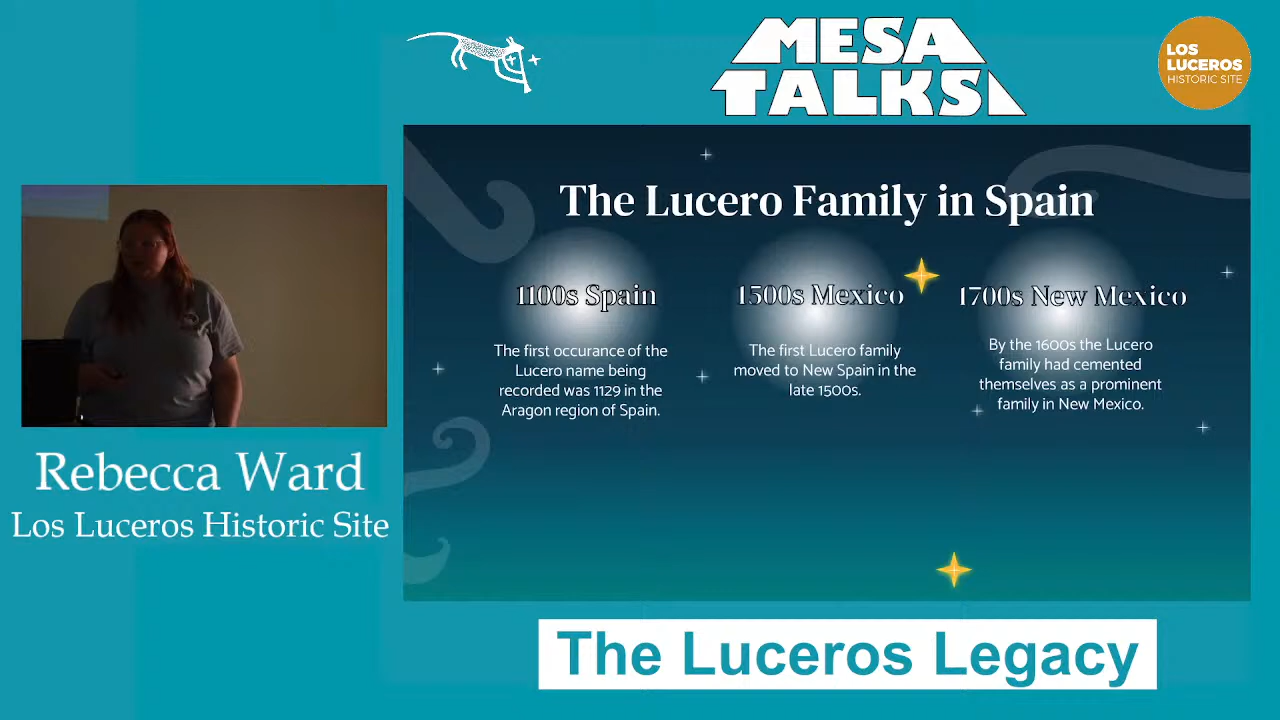 MESA
TALKS
LOS
LUCEROS
HISTORIC SITE
The Lucero Family in Spain
1100s Spain
The first occurance of the
Lucero name being
recorded was 1129 in the
Aragon region of Spain.
1500s Mexico
The first Lucero family
moved to New Spain in the
late 1500s.
1700s New Mexico
By the 1600s the Lucero
family had cemented
themselves as a prominent
family in New Mexico.
Rebecca Ward
Los Luceros Historic Site
The Luceros Legacy